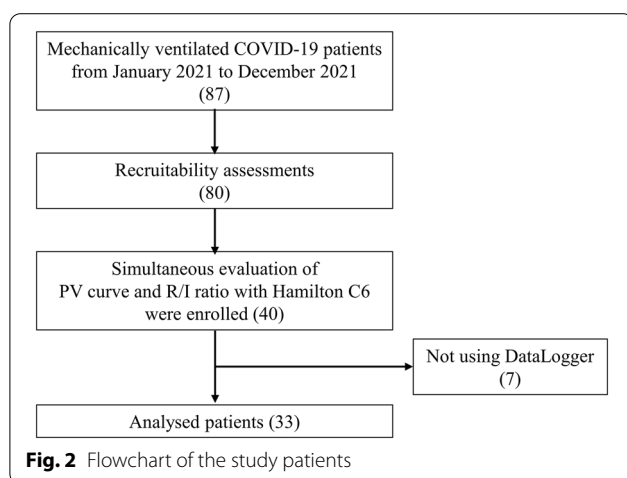 Mechanically ventilated COVID-19 patients
from January 2021 to December 2021
(87)
Recruitability assessments
(80)
Simultaneous evaluation of
PV curve and R/I ratio with Hamilton C6
were enrolled (40)
Not using DataLogger
(7)
Analysed patients (33)
Fig. 2 Flowchart of the study patients